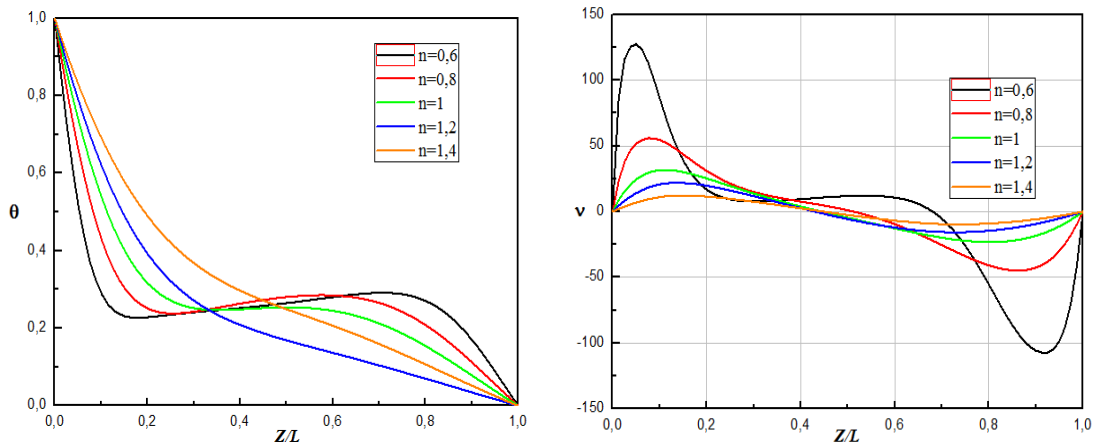 1,0
0,8
0,6
0,4
0,2
0,0
θ
0,0 0,2 0,4 0,6 0,8 1,0
Z/L
n=0,6
n=0,8
n=1
n=1,2
n=1,4
150
100
50
0
-50
-100
-150
ν
0,0 0,2 0,4 0,6 0,8 1,0
Z/L
n=0,6
n=0,8
n=1
n=1,2
n=1,4